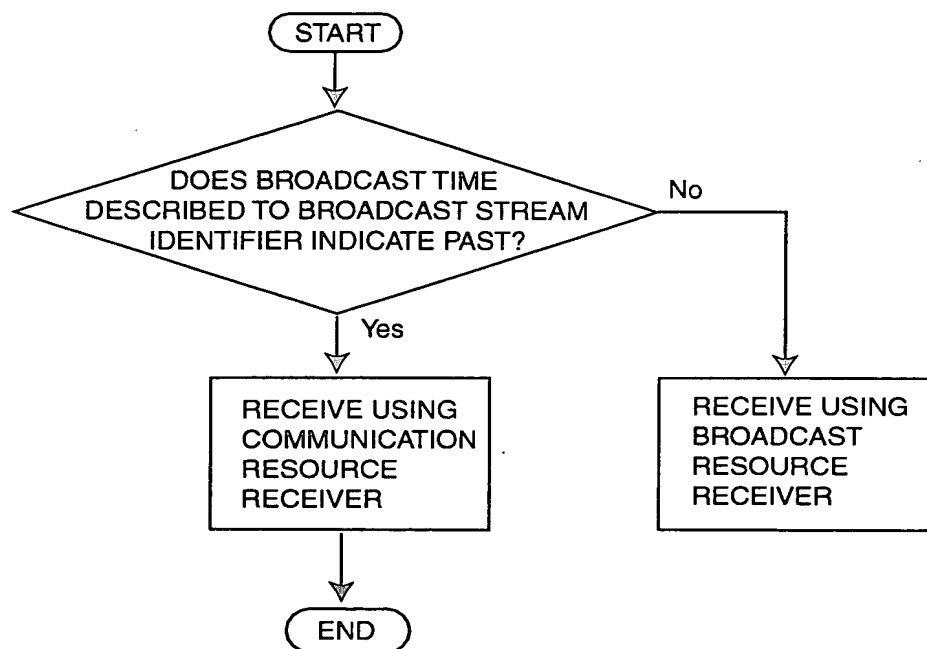 START
DOES BROADCAST TIME
DESCRIBED TO BROADCAST STREAM
IDENTIFIER INDICATE PAST?
No
Yes
RECEIVE USING
COMMUNICATION
RESOURCE
RECEIVER
RECEIVE USING
BROADCAST
RESOURCE
RECEIVER
END